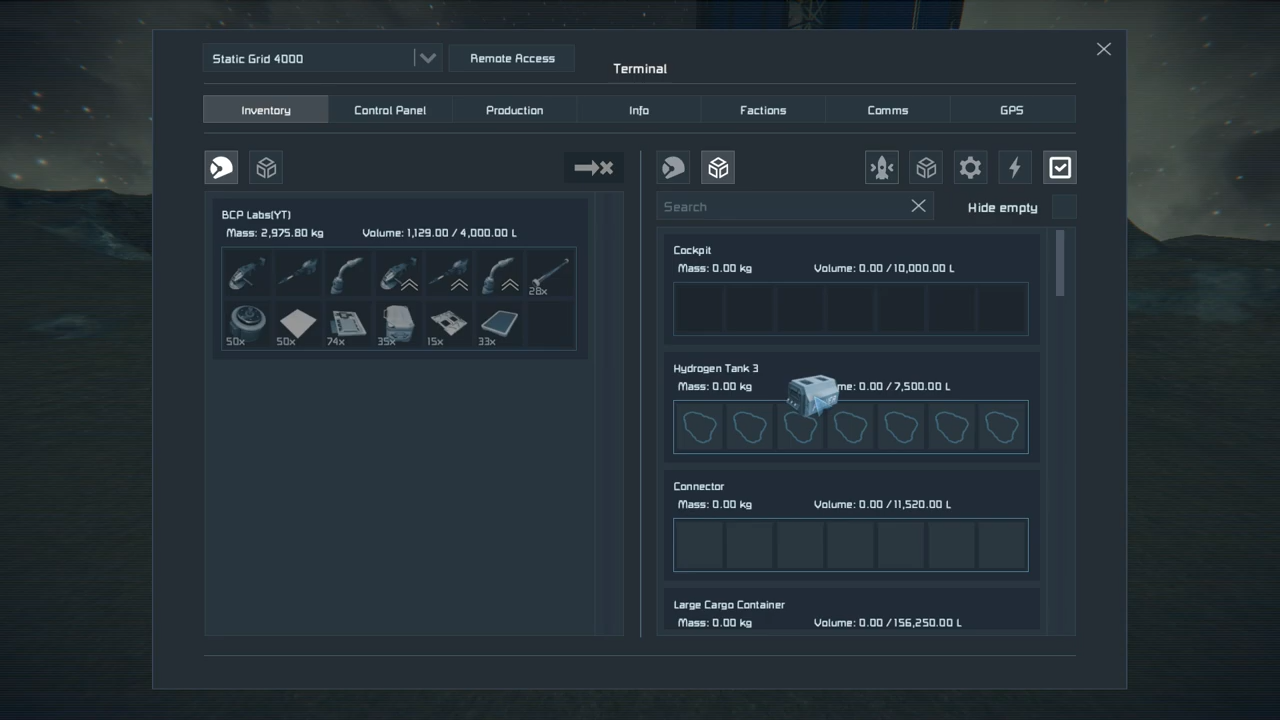 Static Grid 4000
Remote Access
Terminal
Inventory
Control Panel
Production
Info
Factions
Comms
GPS
BCP Labs(YT)
Mass: 2,975.80 kg Volume: 1,129.00 / 4,000.00 L
28x
50x 50x 74x 35x 15x 33x
Search
Hide empty
Cockpit
Mass: 0.00 kg Volume: 0.00 / 10,000.00 L
Hydrogen Tank 3
Mass: 0.00 kg me: 0.00 / 7,500.00 L
Connector
Mass: 0.00 kg Volume: 0.00 / 11,520.00 L
Large Cargo Container
Mass: 0.00 kg Volume: 0.00 / 156,250.00 L